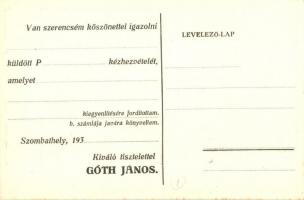 Van szerencsém köszönettel igazolni
küldött P kézhezvételét,
amelyet
kiegyenlítésére fordítottam.
b. számlája javára könyveltem.
Szombathely, 193
Kiváló tisztelettel
GÓTH JÁNOS.
LEVELEZŐ-LAP